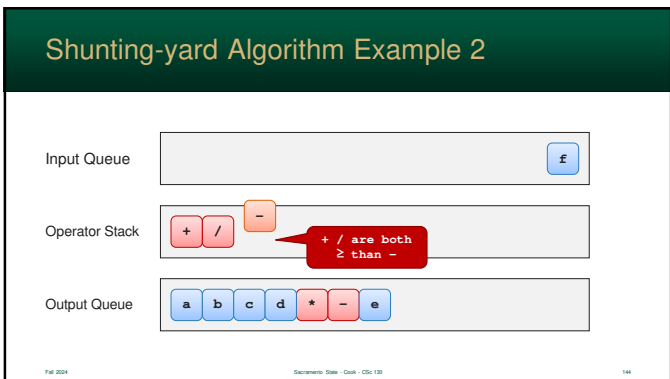 Shunting-yard Algorithm Example 2
Input Queue
f
Operator Stack
+ /
-
+ / are both
≥ than -
Output Queue
a b c d * - e
Fall 2024
Sacramento State - Cook - CSc 130
144